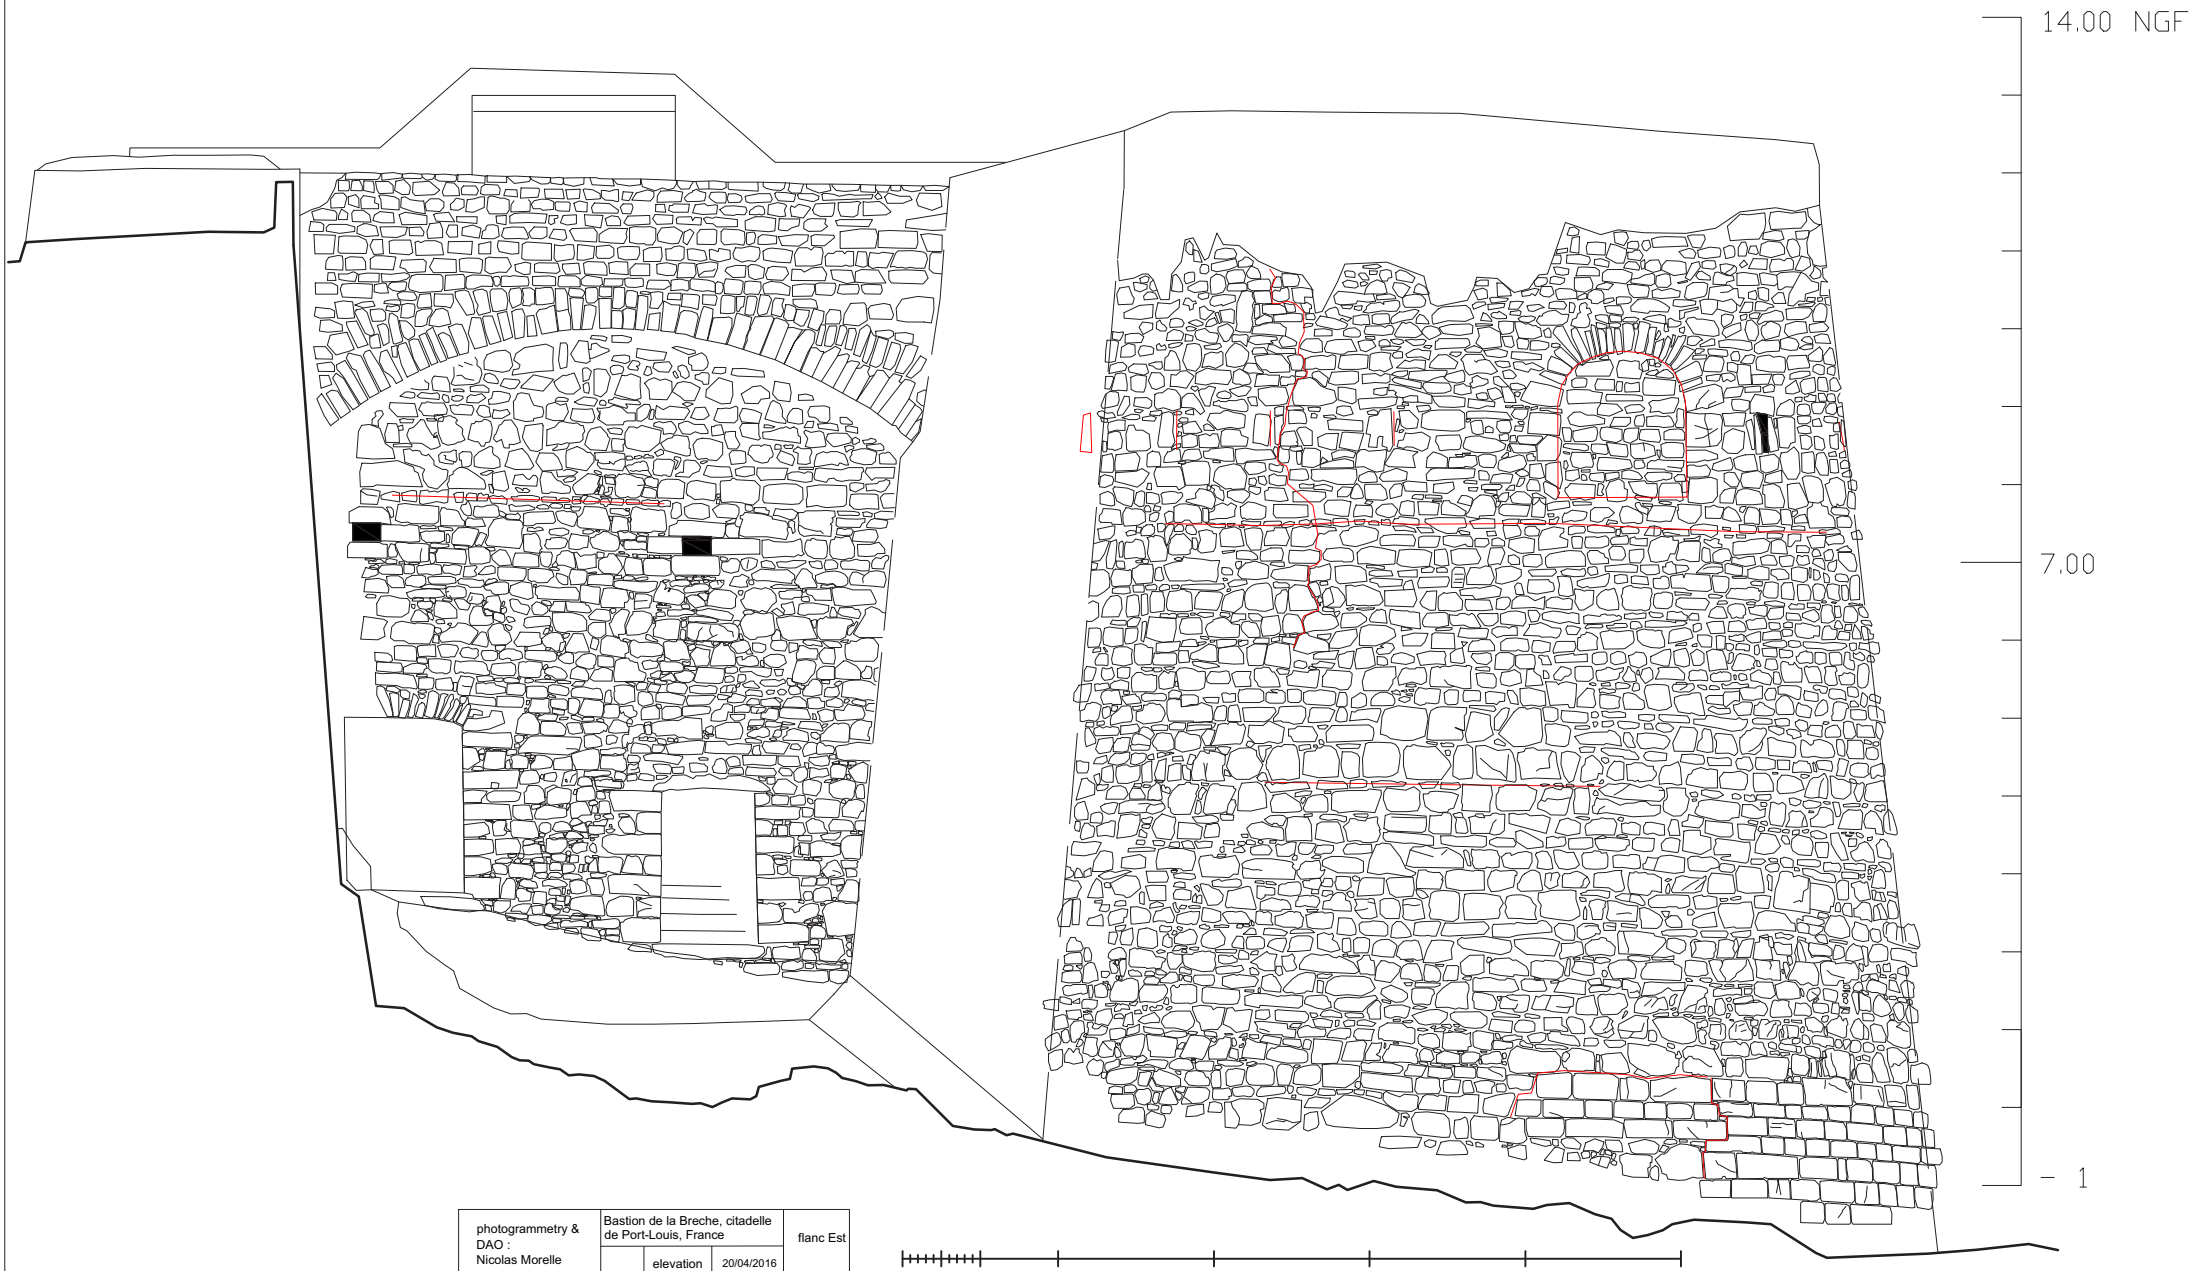 14.00 NGF
7.00
- 1
photogrammetry &
DAO :
Nicolas Morelle
Bastion de la Breche, citadelle
de Port-Louis, France
elevation
20/04/2016
flanc Est